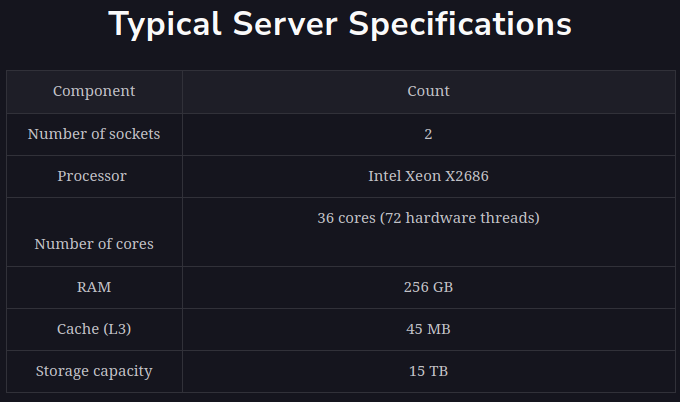 Typical Server Specifications
Component Count
Number of sockets 2
Processor Intel Xeon X2686
36 cores (72 hardware threads)
Number of cores
RAM 256 GB
Cache (L3) 45 MB
Storage capacity 15 TB